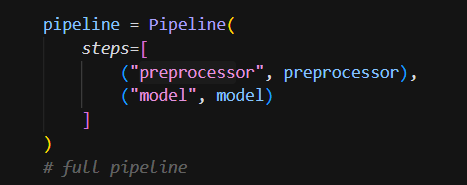 pipeline = Pipeline(
    steps=[
        ("preprocessor", preprocessor),
        ("model", model)
    ]
)
# full pipeline